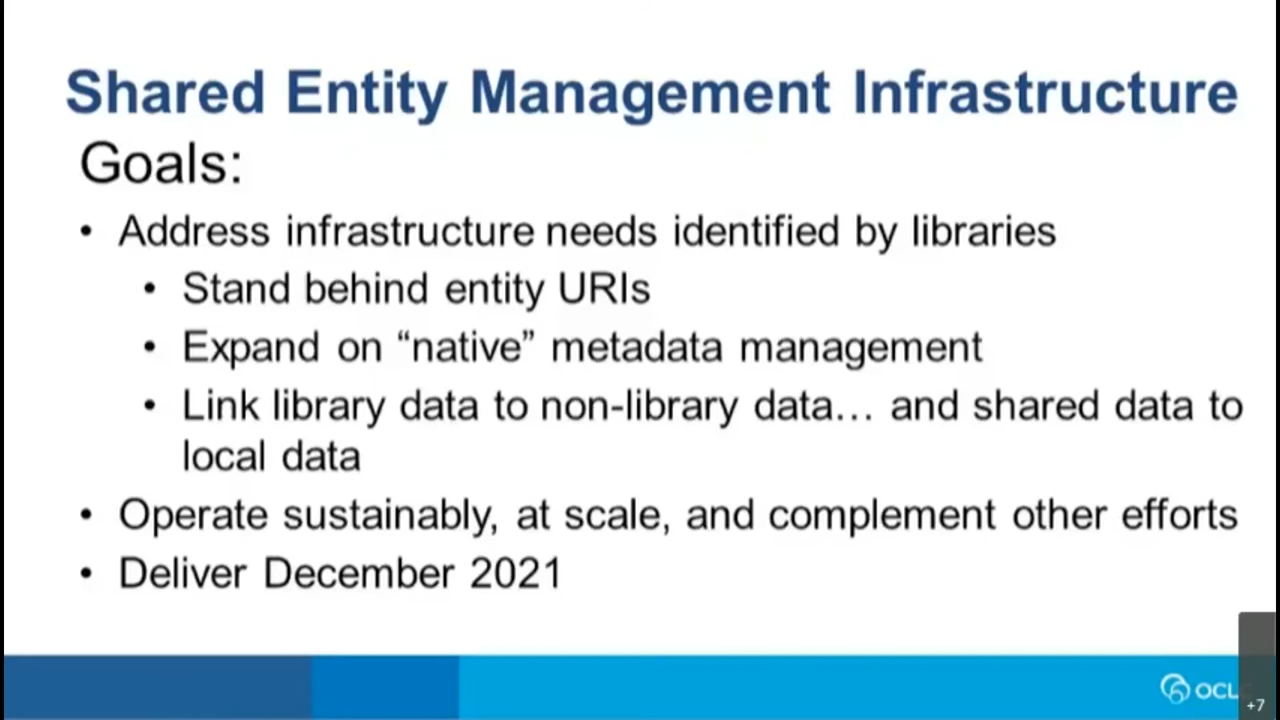 Shared Entity Management Infrastructure
Goals:
• Address infrastructure needs identified by libraries
• Stand behind entity URIs
• Expand on “native” metadata management
• Link library data to non-library data… and shared data to
local data
• Operate sustainably, at scale, and complement other efforts
• Deliver December 2021
OCLC
+7